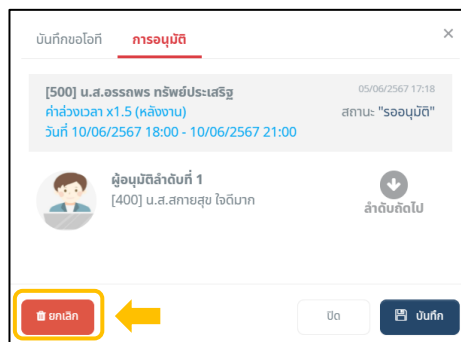 บันทึกขอโอที การอนุมัติ ×
[500] น.ส.อรรถพร ทรัพย์ประเสริฐ 05/06/2567 17:18
ค่าล่วงเวลา x1.5 (หลังงาน) สถานะ "รออนุมัติ"
วันที่ 10/06/2567 18:00 - 10/06/2567 21:00
ผู้อนุมัติลำดับที่ 1
[400] น.ส.สกายสุข ใจดีมาก
ลำดับถัดไป
ยกเลิก ปิด บันทึก